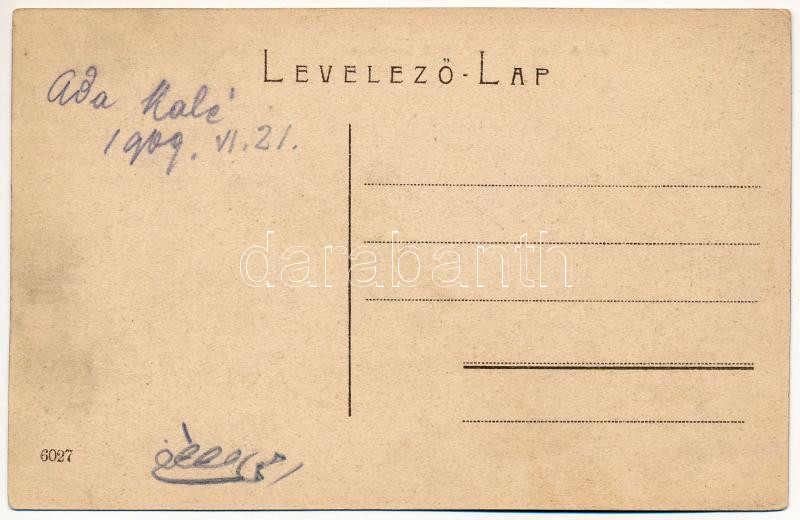 LEVELEZŐ-LAP
Ada Kalé
1909. VI. 21.
darabanth
6027